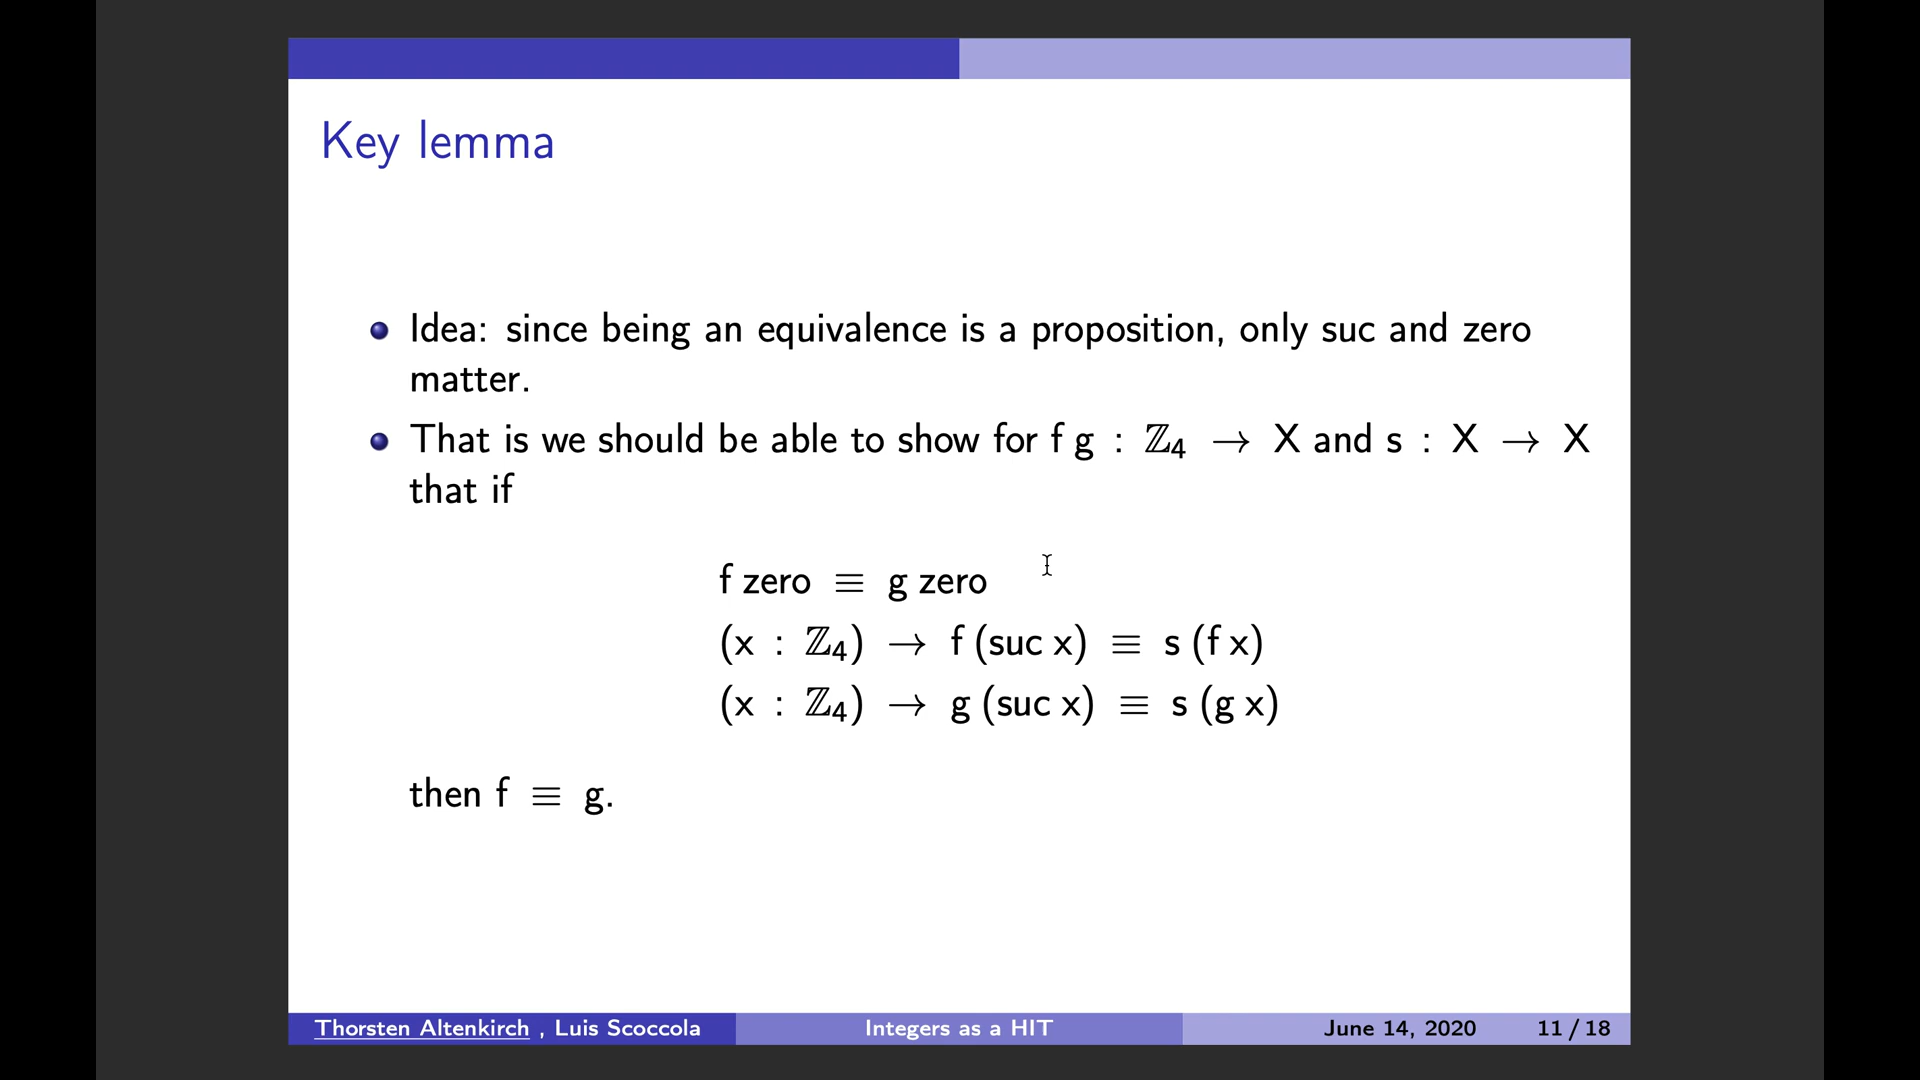 Key lemma
Idea: since being an equivalence is a proposition, only suc and zero
matter.
That is we should be able to show for f g : ℤ₄ → X and s : X → X
that if
f zero ≡ g zero
(x : ℤ₄) → f (suc x) ≡ s (f x)
(x : ℤ₄) → g (suc x) ≡ s (g x)
then f ≡ g.
Thorsten Altenkirch , Luis Scoccola Integers as a HIT June 14, 2020 11 / 18